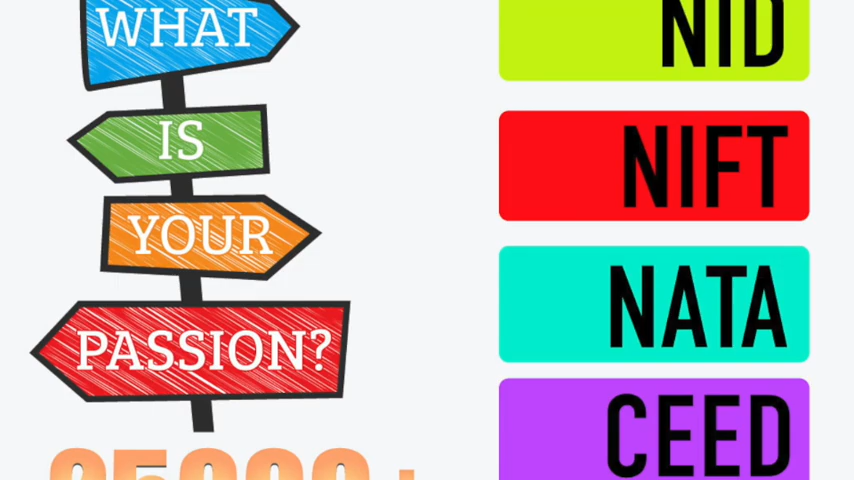 WHAT
IS
YOUR
PASSION?
NID
NIFT
NATA
CEED